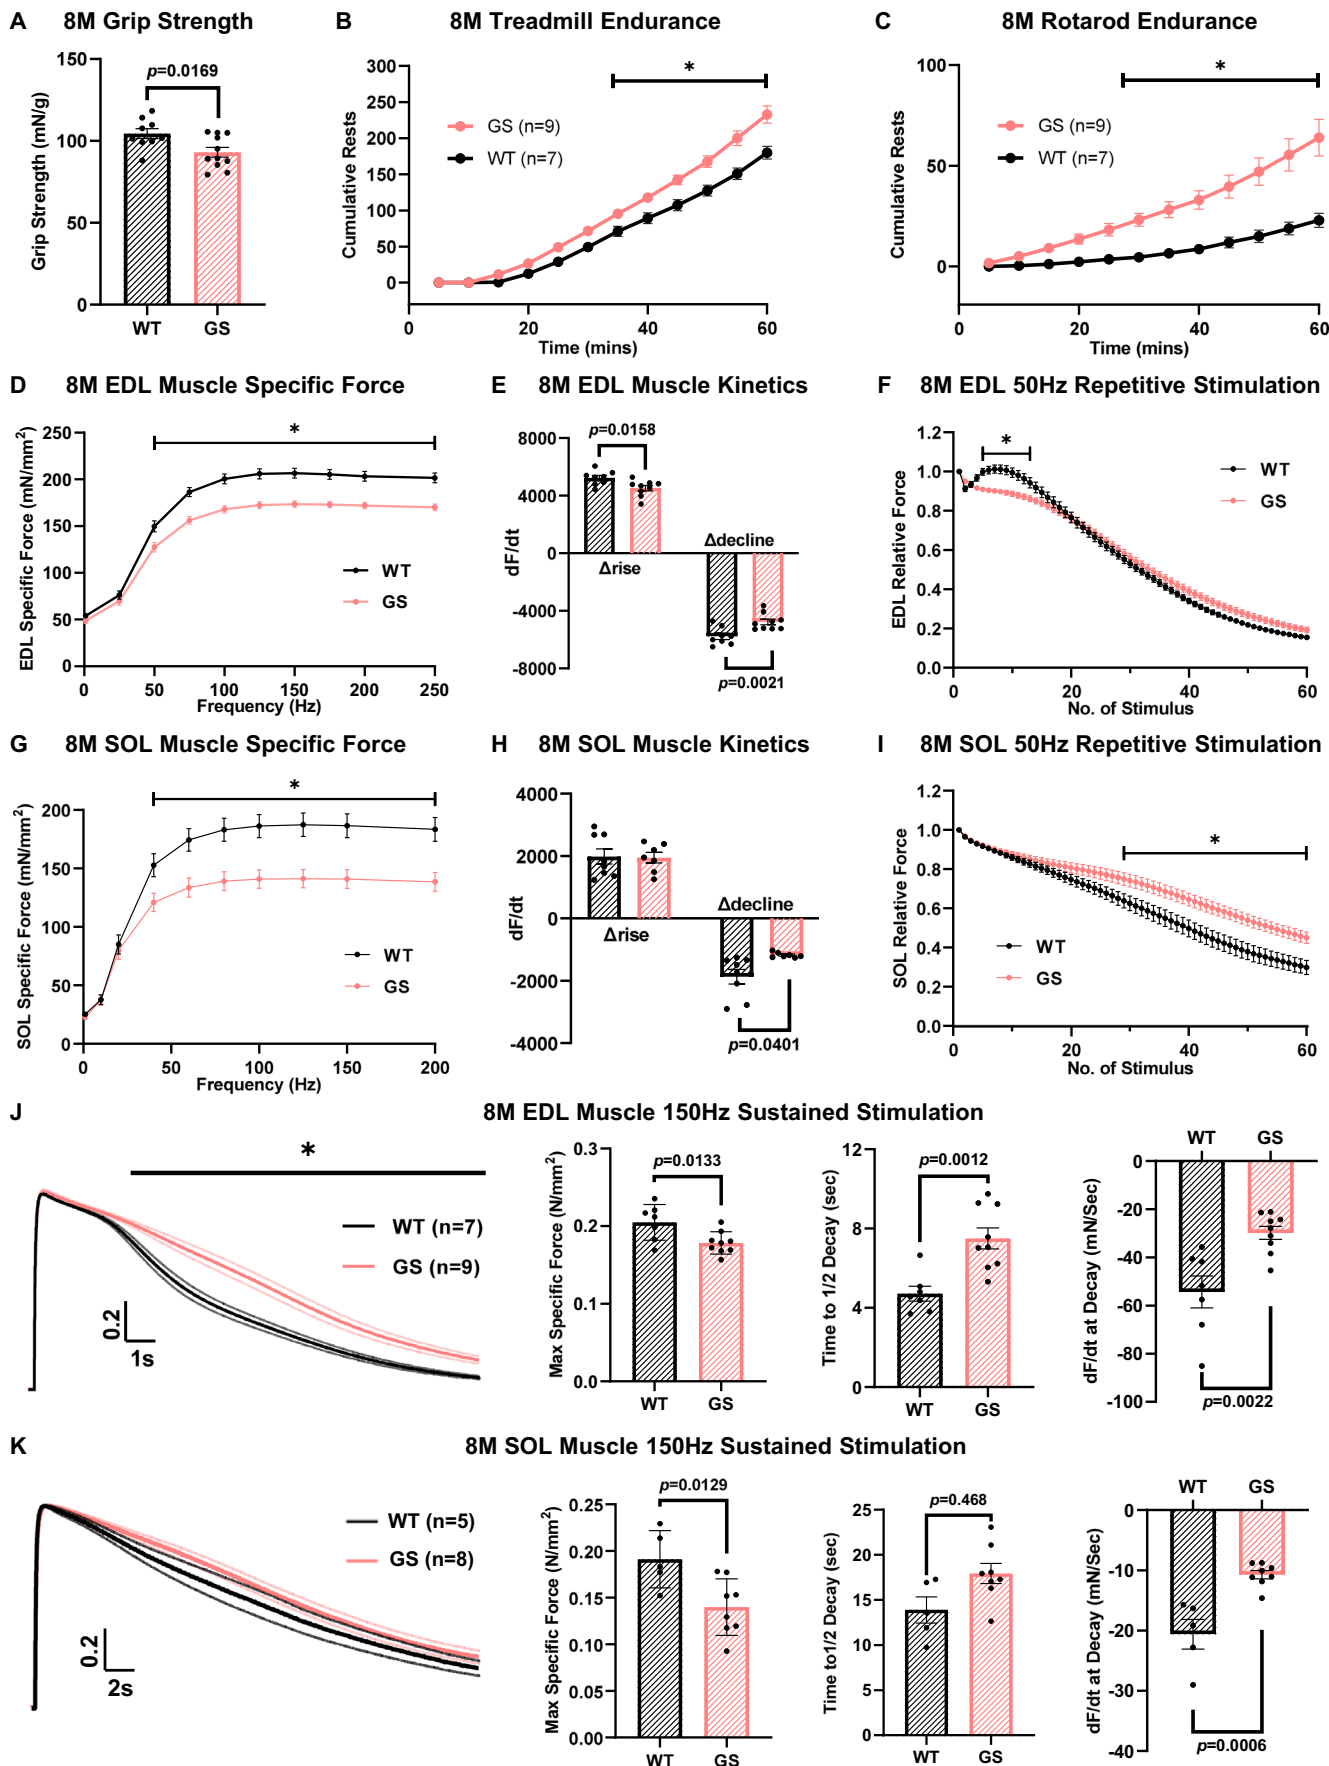 A 8M Grip Strength
150
100
50
0
Grip Strength (mN/g)
p=0.0169
WT GS
B 8M Treadmill Endurance
300
250
200
150
100
50
0
Cumulative Rests
*
GS (n=9)
WT (n=7)
0 20 40 60
Time (mins)
C 8M Rotarod Endurance
100
50
0
Cumulative Rests
*
GS (n=9)
WT (n=7)
0 20 40 60
Time (mins)
D 8M EDL Muscle Specific Force
250
200
150
100
50
0
EDL Specific Force (mN/mm²)
*
WT
GS
0 50 100 150 200 250
Frequency (Hz)
E 8M EDL Muscle Kinetics
8000
4000
0
-4000
-8000
dF/dt
p=0.0158
Δrise
Δdecline
p=0.0021
F 8M EDL 50Hz Repetitive Stimulation
1.2
1.0
0.8
0.6
0.4
0.2
0.0
EDL Relative Force
*
WT
GS
0 20 40 60
No. of Stimulus
G 8M SOL Muscle Specific Force
200
150
100
50
0
SOL Specific Force (mN/mm²)
*
WT
GS
0 50 100 150 200
Frequency (Hz)
H 8M SOL Muscle Kinetics
4000
2000
0
-2000
-4000
dF/dt
Δrise
Δdecline
p=0.0401
I 8M SOL 50Hz Repetitive Stimulation
1.2
1.0
0.8
0.6
0.4
0.2
0.0
SOL Relative Force
*
WT
GS
0 20 40 60
No. of Stimulus
J 8M EDL Muscle 150Hz Sustained Stimulation
*
WT (n=7)
GS (n=9)
0.2
1s
0.3
0.2
0.1
0.0
Max Specific Force (N/mm²)
p=0.0133
WT GS
12
8
4
0
Time to 1/2 Decay (sec)
p=0.0012
WT GS
WT GS
0
-20
-40
-60
-80
-100
dF/dt at Decay (mN/Sec)
p=0.0022
K 8M SOL Muscle 150Hz Sustained Stimulation
WT (n=5)
GS (n=8)
0.2
2s
0.25
0.20
0.15
0.10
0.05
0.00
Max Specific Force (N/mm²)
p=0.0129
WT GS
25
20
15
10
5
0
Time to1/2 Decay (sec)
p=0.468
WT GS
WT GS
0
-10
-20
-30
-40
dF/dt at Decay (mN/Sec)
p=0.0006